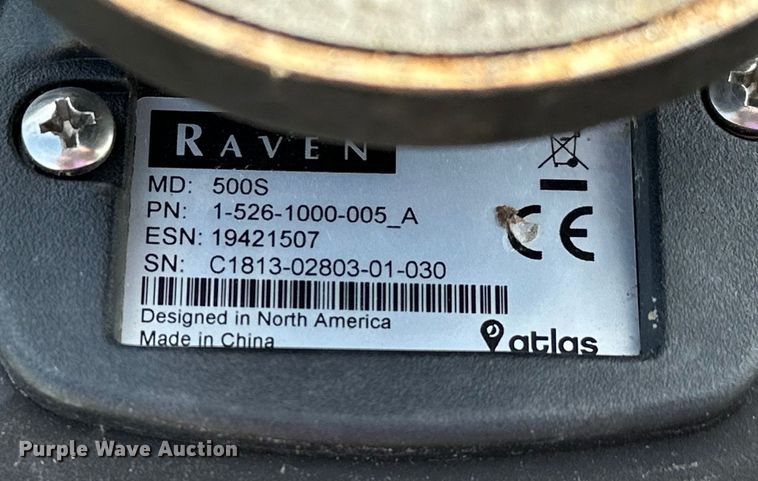 RAVEN
MD: 500S
PN: 1-526-1000-005_A
ESN: 19421507
SN: C1813-02803-01-030
CE
Designed in North America
Made in China
atlas
Purple Wave Auction